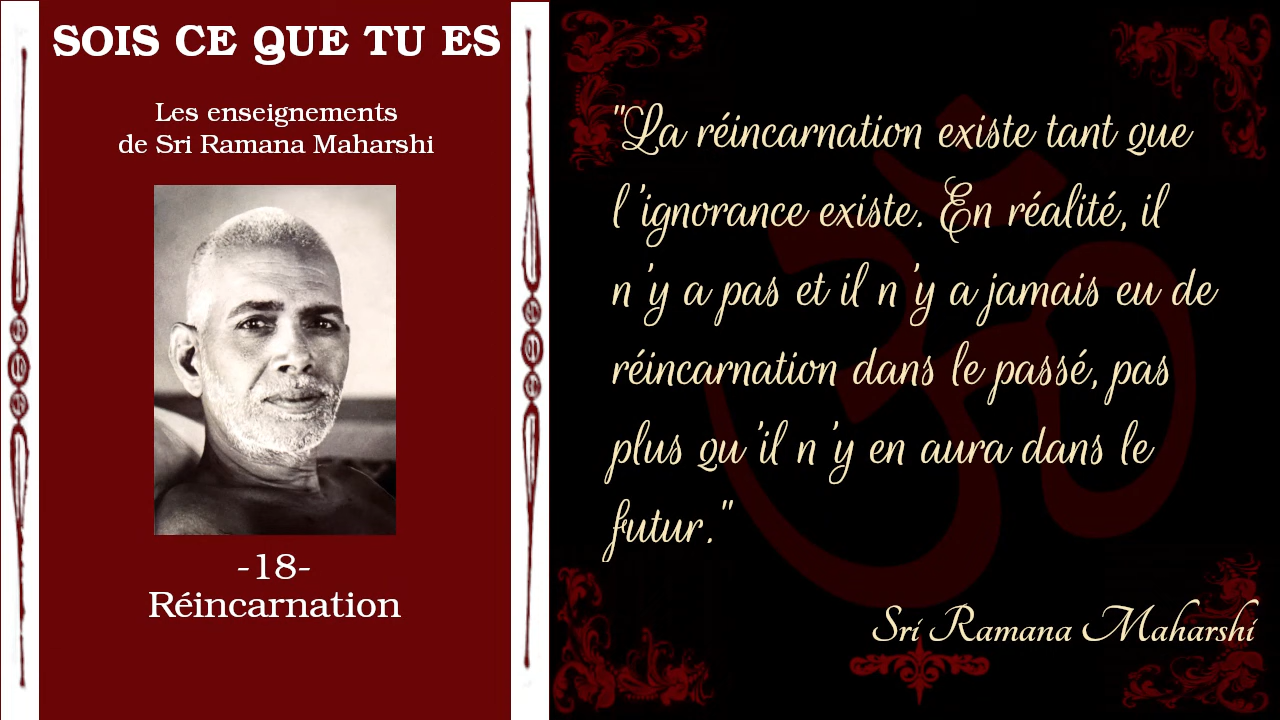 SOIS CE QUE TU ES
Les enseignements
de Sri Ramana Maharshi
-18-
Réincarnation
"La réincarnation existe tant que
l'ignorance existe. En réalité, il
n'y a pas et il n'y a jamais eu de
réincarnation dans le passé, pas
plus qu'il n'y en aura dans le
futur."
Sri Ramana Maharshi